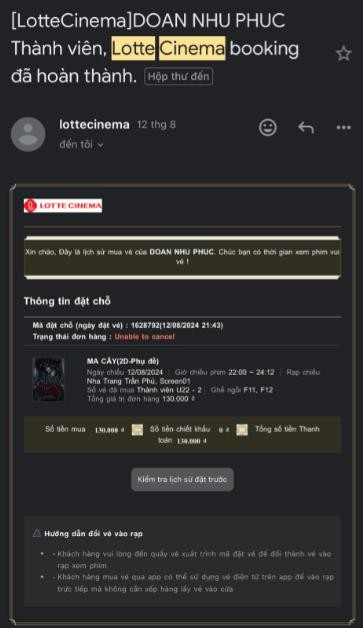 [LotteCinema]DOAN NHU PHUC
Thành viên, Lotte Cinema booking
đã hoàn thành. Hộp thư đến
lottecinema 12 thg 8
đến tôi
LOTTE CINEMA
Xin chào, Đây là lịch sử mua vé của DOAN NHU PHUC. Chúc bạn có thời gian xem phim vui
vẻ !
Thông tin đặt chỗ
Mã đặt chỗ (ngày đặt vé) : 1628792(12/08/2024 21:43)
Trạng thái đơn hàng : Unable to cancel
MA CÂY(2D-Phụ đề)
Ngày chiếu 12/08/2024 | Giờ chiếu phim 22:00 ~ 24:12 | Rạp chiếu
Nha Trang Trần Phú, Screen01
Số vé đã mua Thành viên U22 - 2 | Ghế ngồi F11, F12
Tổng giá trị đơn hàng 130.000 ₫
Số tiền mua 130.000 ₫ Số tiền chiết khấu 0 ₫ Tổng số tiền Thanh
toán 130.000 ₫
Kiểm tra lịch sử đặt trước
Hướng dẫn đổi vé vào rạp
- Khách hàng vui lòng đến quầy vé xuất trình mã đặt vé để đổi thành vé vào
rạp xem phim
- Khách hàng mua vé qua app có thể sử dụng vé điện tử trên app để vào rạp
trực tiếp mà không cần xếp hàng lấy vé vào cửa